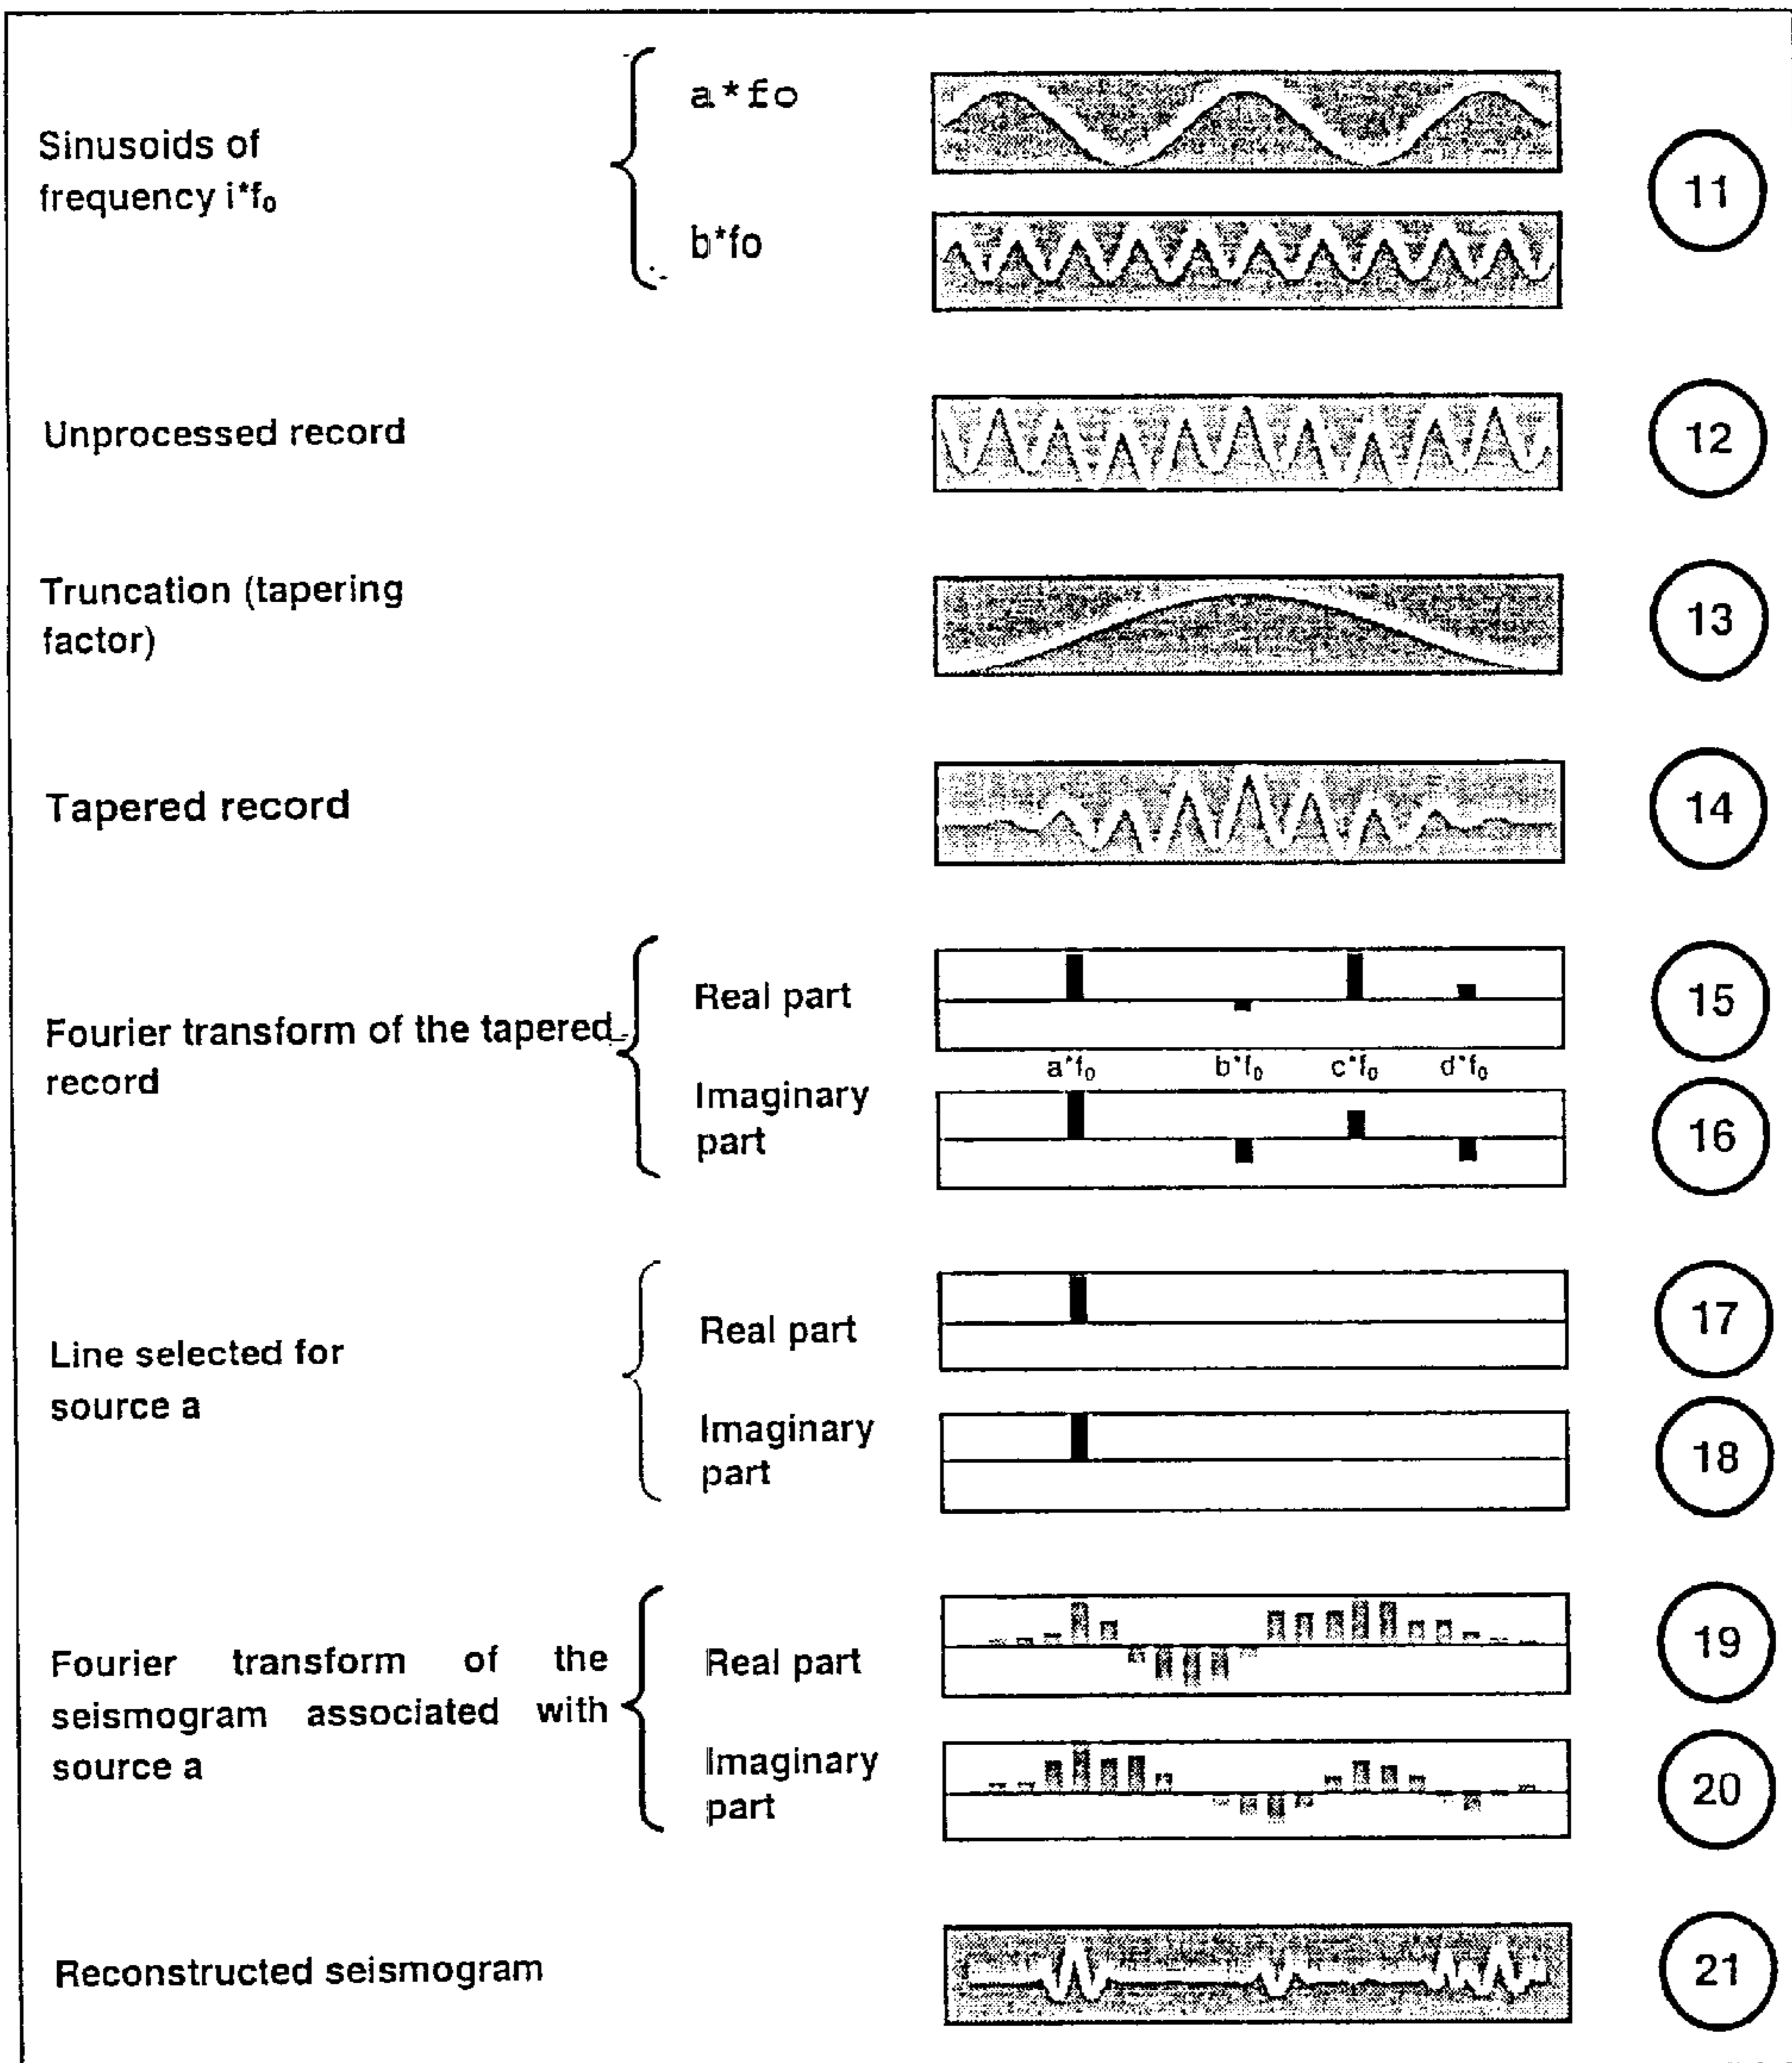 Sinusoids of
frequency i*f₀
a*fo
b*fo
11
Unprocessed record
12
Truncation (tapering
factor)
13
Tapered record
14
Fourier transform of the tapered
record
Real part
15
a*f₀ b*f₀ c*f₀ d*f₀
Imaginary
part
16
Line selected for
source a
Real part
17
Imaginary
part
18
Fourier transform of the
seismogram associated with
source a
Real part
19
Imaginary
part
20
Reconstructed seismogram
21